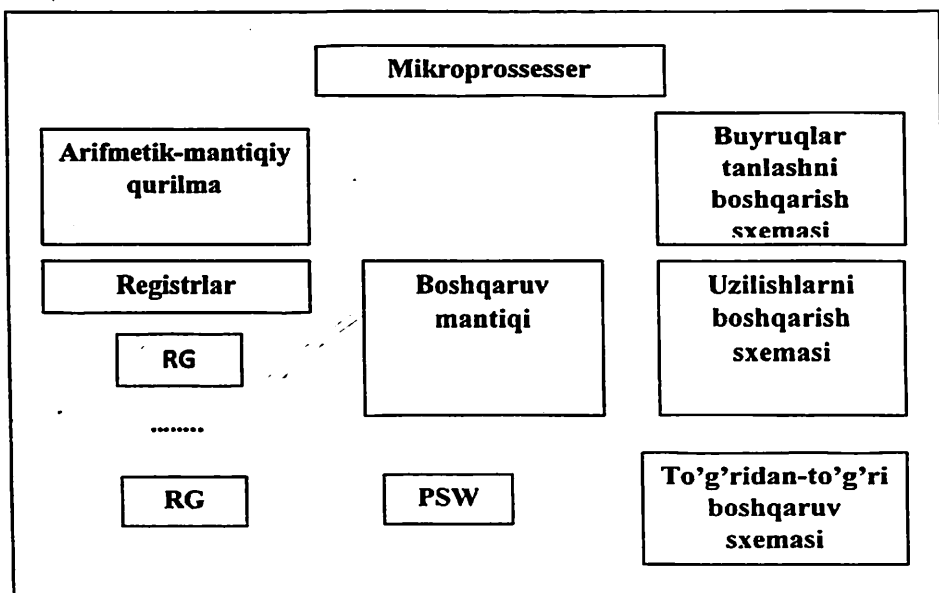 Mikroprossesser
Arifmetik-mantiqiy
qurilma
Buyruqlar
tanlashni
boshqarish
sxemasi
Registrlar
Boshqaruv
mantiqi
Uzilishlarni
boshqarish
sxemasi
RG
........
RG
PSW
To'g'ridan-to'g'ri
boshqaruv
sxemasi